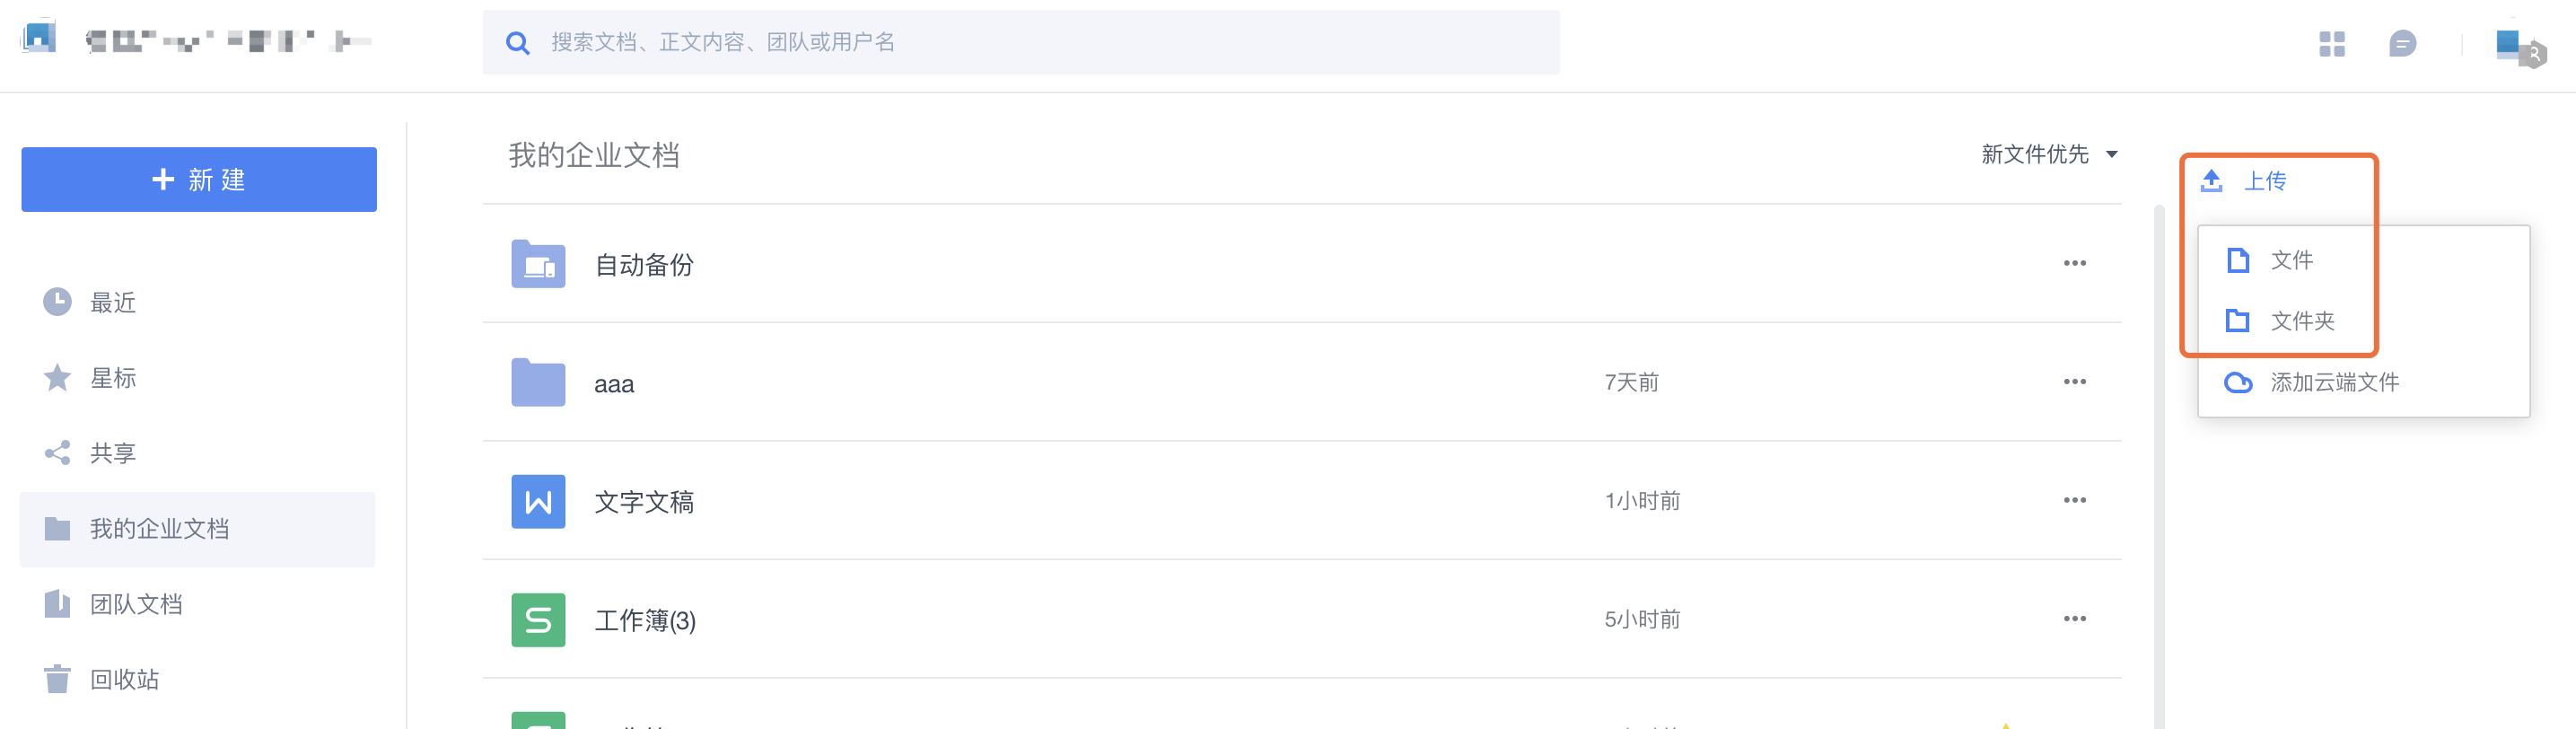 搜索文档、正文内容、团队或用户名
新建
最近
星标
共享
我的企业文档
团队文档
回收站
我的企业文档
新文件优先
自动备份
aaa
7天前
文字文稿
1小时前
工作簿(3)
5小时前
上传
文件
文件夹
添加云端文件